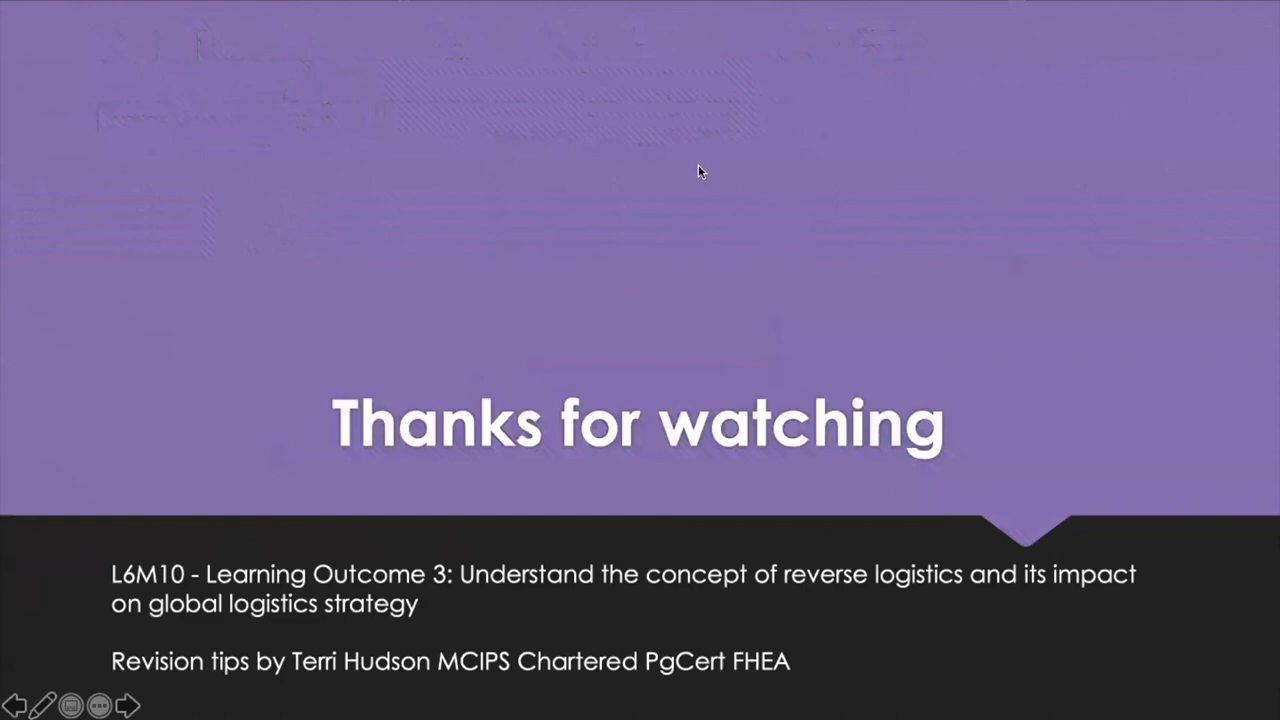 Thanks for watching
L6M10 - Learning Outcome 3: Understand the concept of reverse logistics and its impact
on global logistics strategy
Revision tips by Terri Hudson MCIPS Chartered PgCert FHEA